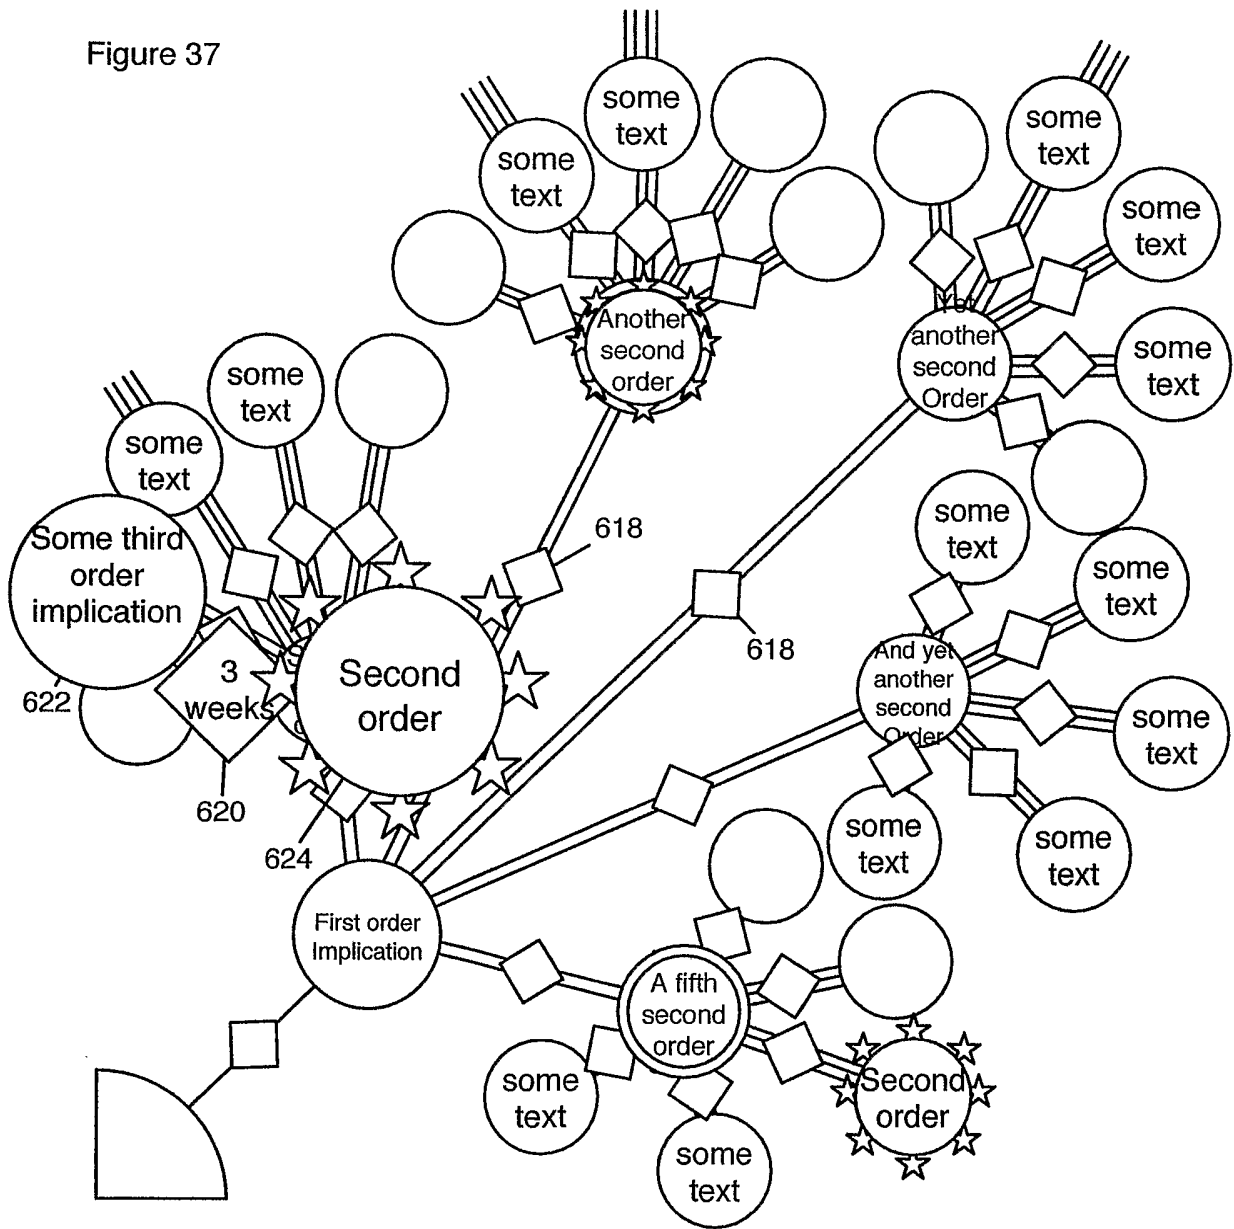 Figure 37
some
text
some
text
some
text
some
text
Another
second
order
Yet
another
second
Order
some
text
some
text
some
text
618
some
text
Some third
order
implication
some
text
some
text
618
And yet
another
second
Order
3
weeks
Second
order
622
620
624
some
text
some
text
some
text
First order
Implication
A fifth
second
order
some
text
Second
order
some
text